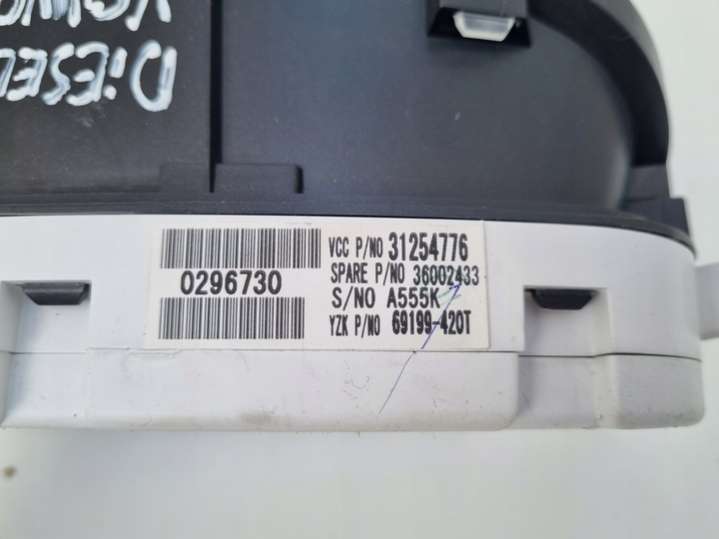 DiESEL
0296730
VCC P/NO 31254776
SPARE P/NO 36002433
S/NO A555K
YZK P/NO 69199-420T